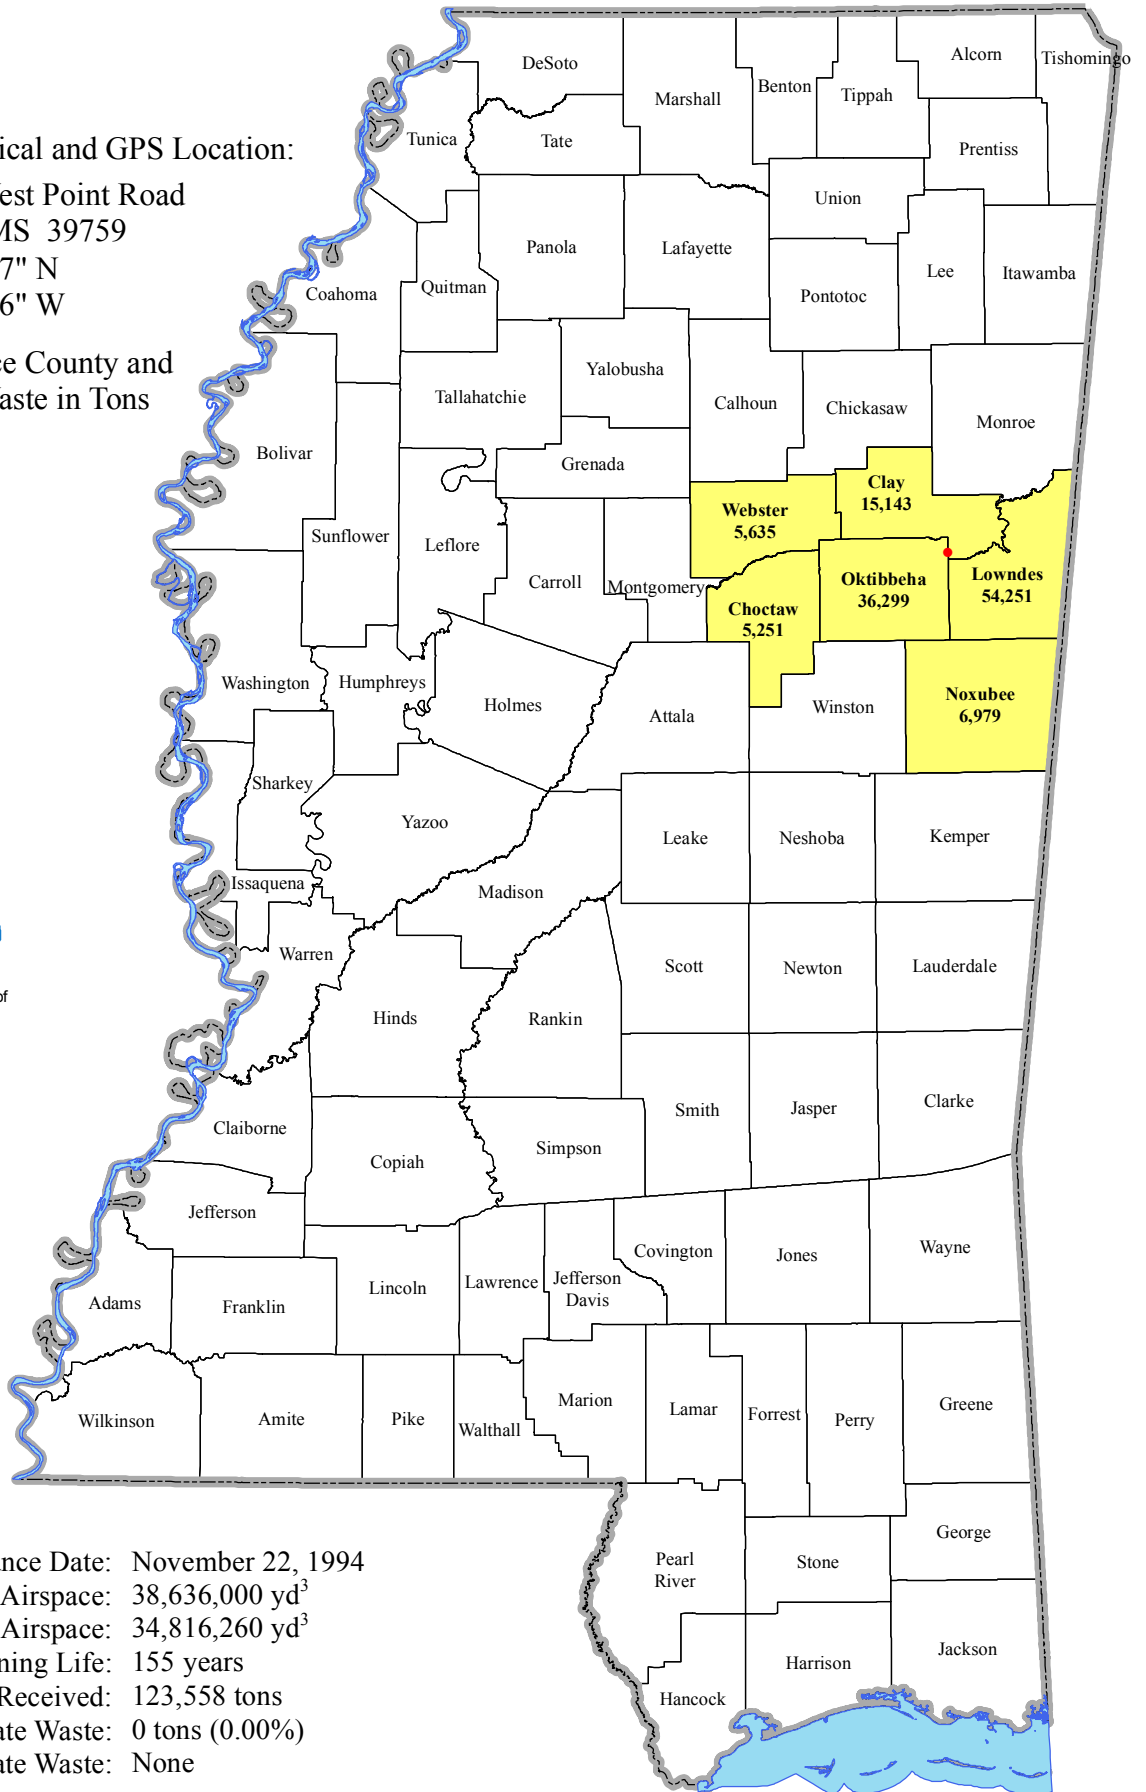 ical and GPS Location:
est Point Road
MS 39759
7" N
6" W
ce County and
aste in Tons
of
DeSoto
Marshall
Benton
Tippah
Alcorn
Tishomingo
Tunica
Tate
Prentiss
Union
Panola
Lafayette
Lee
Itawamba
Coahoma
Quitman
Pontotoc
Yalobusha
Tallahatchie
Calhoun
Chickasaw
Monroe
Bolivar
Grenada
Clay
15,143
Webster
5,635
Sunflower
Leflore
Carroll
Montgomery
Oktibbeha
36,299
Lowndes
54,251
Choctaw
5,251
Washington
Humphreys
Holmes
Attala
Winston
Noxubee
6,979
Sharkey
Yazoo
Leake
Neshoba
Kemper
Issaquena
Madison
Warren
Scott
Newton
Lauderdale
Hinds
Rankin
Smith
Jasper
Clarke
Claiborne
Copiah
Simpson
Jefferson
Covington
Jones
Wayne
Adams
Franklin
Lincoln
Lawrence
Jefferson
Davis
Wilkinson
Amite
Pike
Walthall
Marion
Lamar
Forrest
Perry
Greene
George
Pearl
River
Stone
Jackson
Harrison
Hancock
nce Date: November 22, 1994
Airspace: 38,636,000 yd³
Airspace: 34,816,260 yd³
ning Life: 155 years
Received: 123,558 tons
ate Waste: 0 tons (0.00%)
ate Waste: None